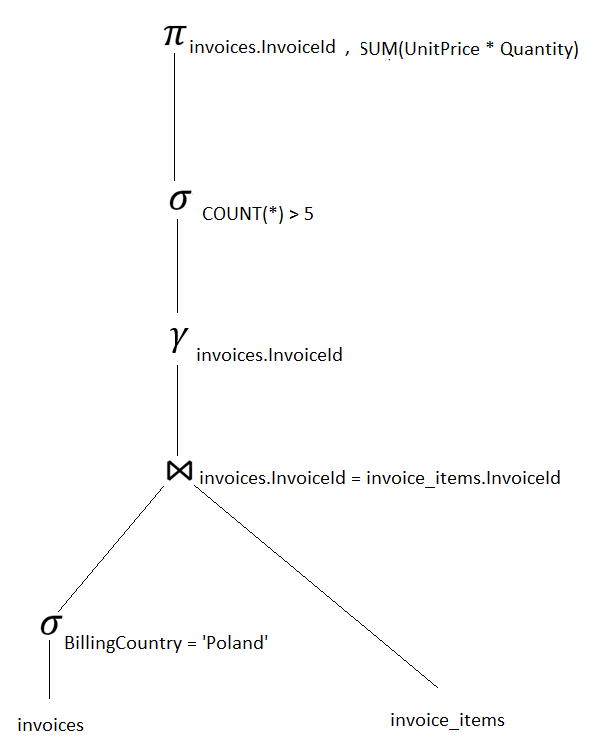 π invoices.InvoiceId , SUM(UnitPrice * Quantity)
σ COUNT(*) > 5
γ invoices.InvoiceId
⋈ invoices.InvoiceId = invoice_items.InvoiceId
σ BillingCountry = 'Poland'
invoices
invoice_items